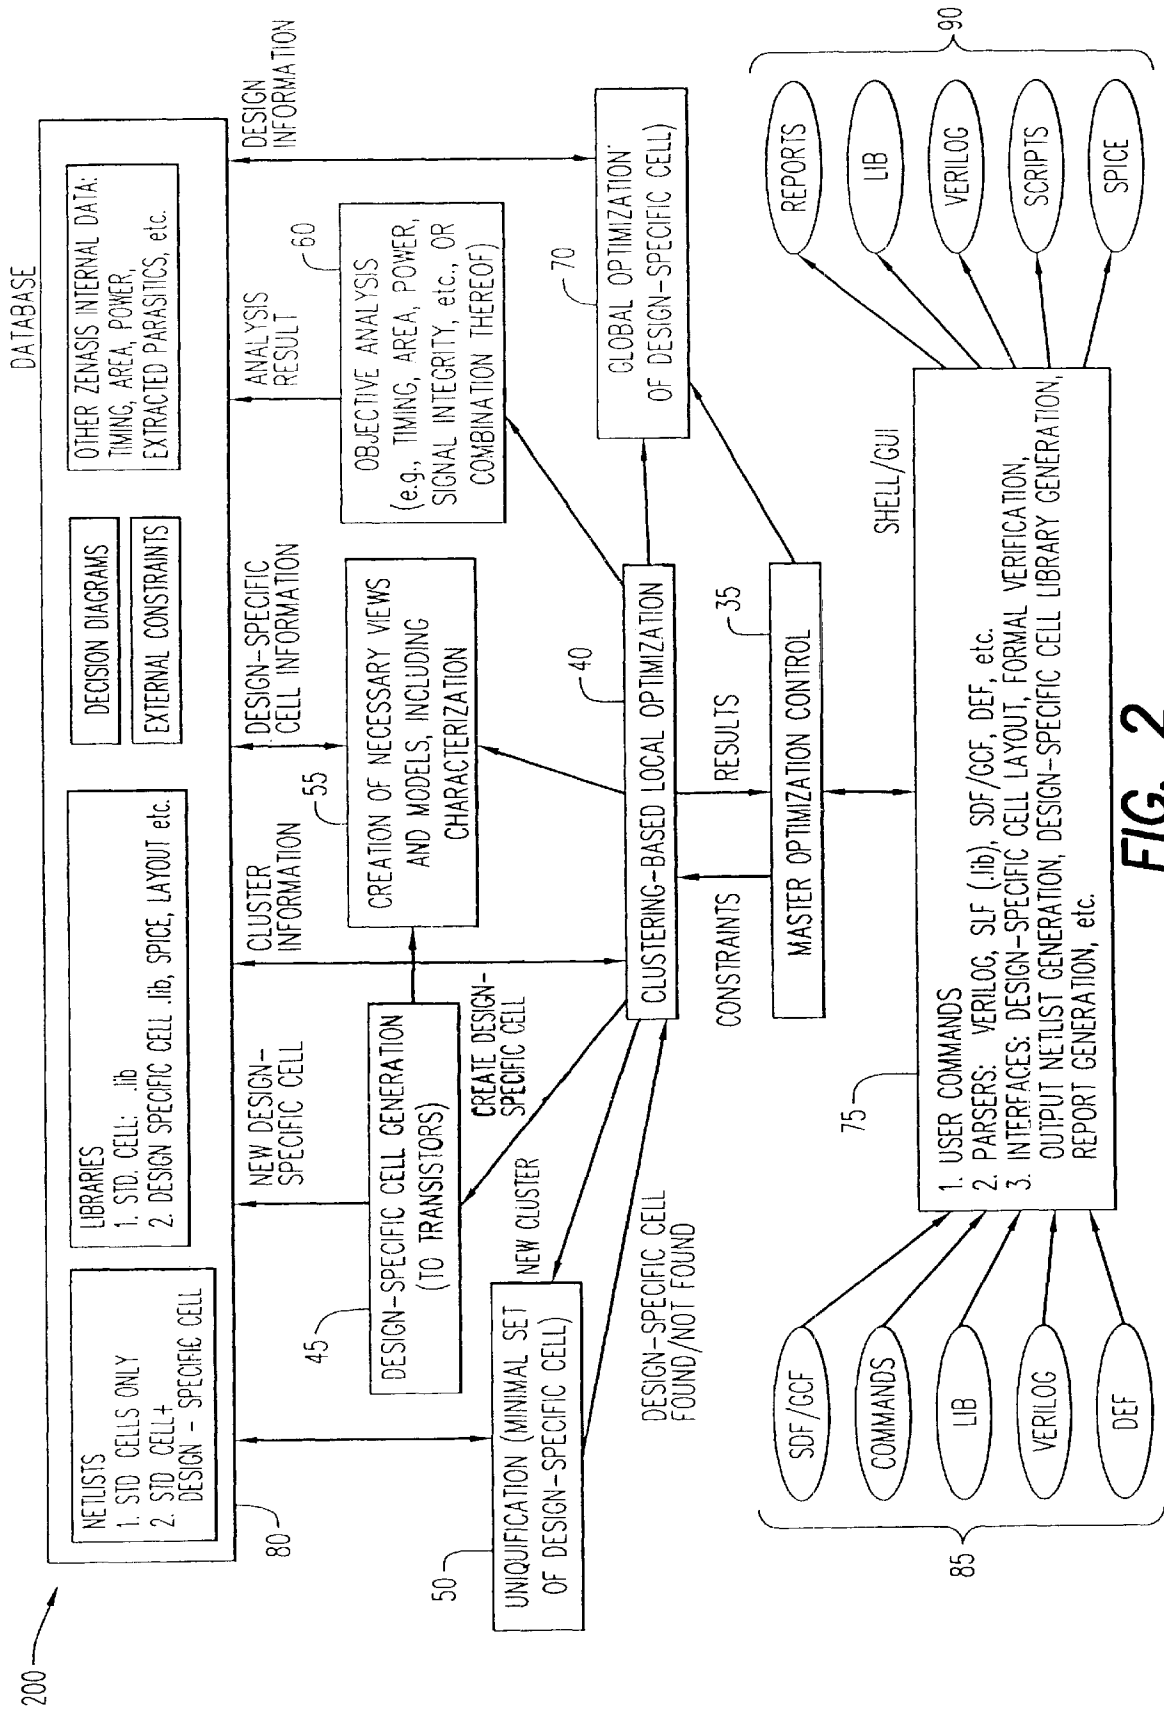 200
DATABASE
NETLISTS
1. STD CELLS ONLY
2. STD CELL+
DESIGN - SPECIFIC CELL
LIBRARIES
1. STD. CELL: .lib
2. DESIGN SPECIFIC CELL .lib, SPICE, LAYOUT etc.
DECISION DIAGRAMS
EXTERNAL CONSTRAINTS
OTHER ZENASIS INTERNAL DATA:
TIMING, AREA, POWER,
EXTRACTED PARASITICS, etc.
80
NEW DESIGN-
SPECIFIC CELL
CLUSTER
INFORMATION
DESIGN-SPECIFIC
CELL INFORMATION
ANALYSIS
RESULT
DESIGN
INFORMATION
45
DESIGN-SPECIFIC CELL GENERATION
(TO TRANSISTORS)
55
CREATION OF NECESSARY VIEWS
AND MODELS, INCLUDING
CHARACTERIZATION
60
OBJECTIVE ANALYSIS
(e.g., TIMING, AREA, POWER,
SIGNAL INTEGRITY, etc., OR
COMBINATION THEREOF)
50
UNIQUIFICATION (MINIMAL SET
OF DESIGN-SPECIFIC CELL)
NEW CLUSTER
CREATE DESIGN-
SPECIFIC CELL
DESIGN-SPECIFIC CELL
FOUND/NOT FOUND
40
CLUSTERING-BASED LOCAL OPTIMIZATION
70
GLOBAL OPTIMIZATION
OF DESIGN-SPECIFIC CELL)
CONSTRAINTS
RESULTS
35
MASTER OPTIMIZATION CONTROL
75
SHELL/GUI
1. USER COMMANDS
2. PARSERS: VERILOG, SLF (.lib), SDF/GCF, DEF, etc.
3. INTERFACES: DESIGN-SPECIFIC CELL LAYOUT, FORMAL VERIFICATION,
OUTPUT NETLIST GENERATION, DESIGN-SPECIFIC CELL LIBRARY GENERATION,
REPORT GENERATION, etc.
SDF/GCF
COMMANDS
LIB
VERILOG
DEF
85
REPORTS
LIB
VERILOG
SCRIPTS
SPICE
90
FIG. 2